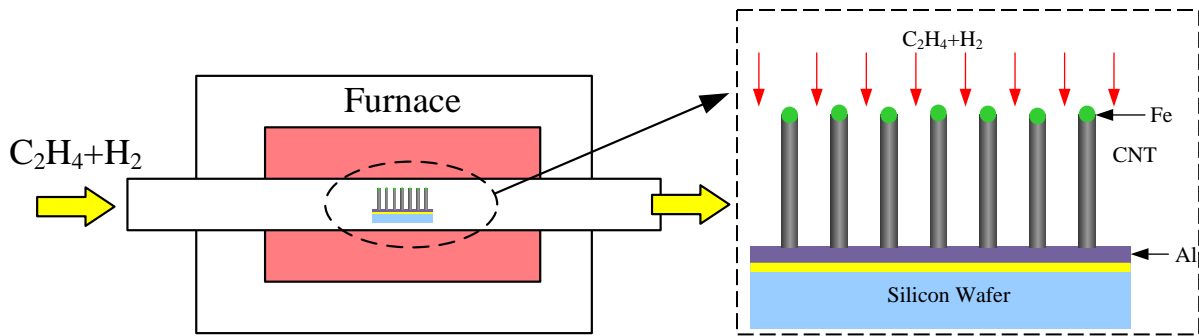 Furnace
C₂H₄+H₂
C₂H₄+H₂
Fe
CNT
Al
Silicon Wafer